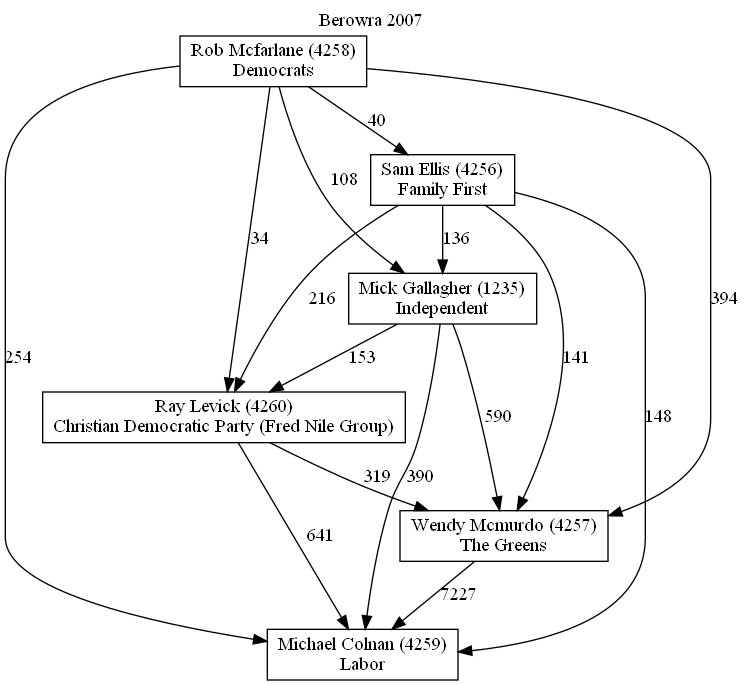 Berowra 2007
Rob Mcfarlane (4258)
Democrats
40
Sam Ellis (4256)
Family First
108
34
136
Mick Gallagher (1235)
Independent
216
394
254
153
141
Ray Levick (4260)
Christian Democratic Party (Fred Nile Group)
590
148
319
390
Wendy Mcmurdo (4257)
The Greens
641
7227
Michael Colnan (4259)
Labor